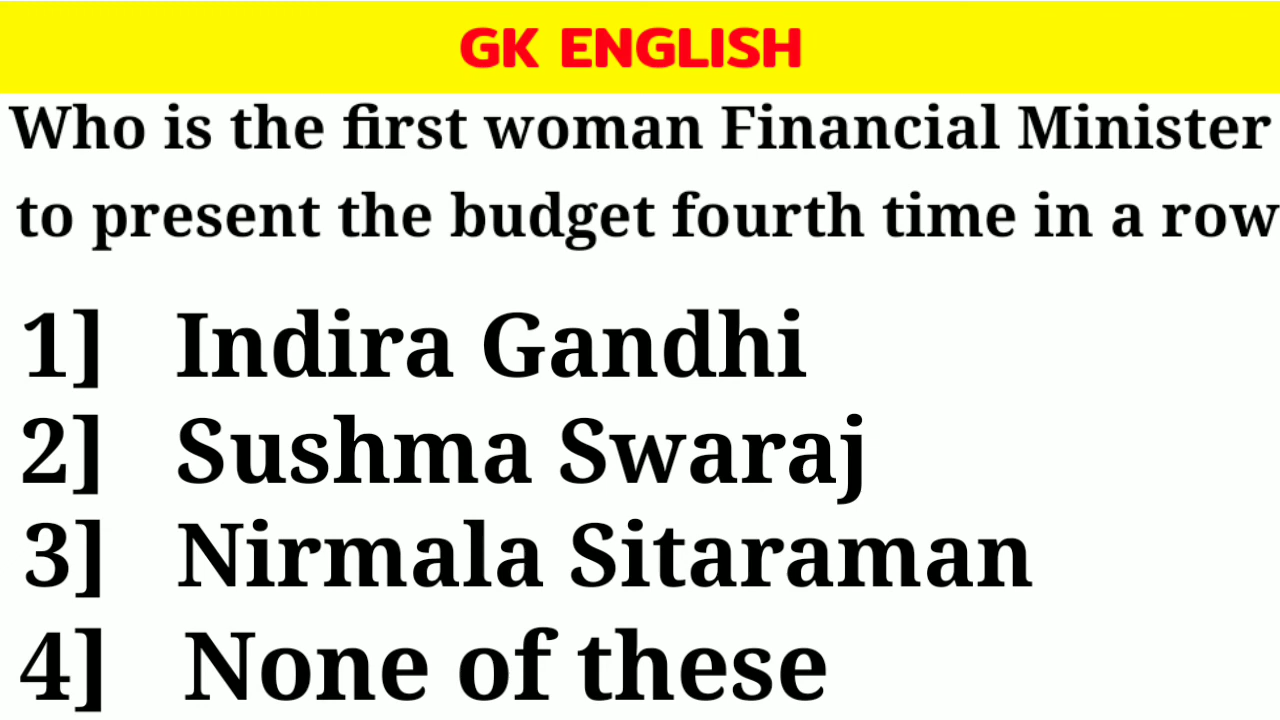 GK ENGLISH
Who is the first woman Financial Minister
to present the budget fourth time in a row
1] Indira Gandhi
2] Sushma Swaraj
3] Nirmala Sitaraman
4] None of these